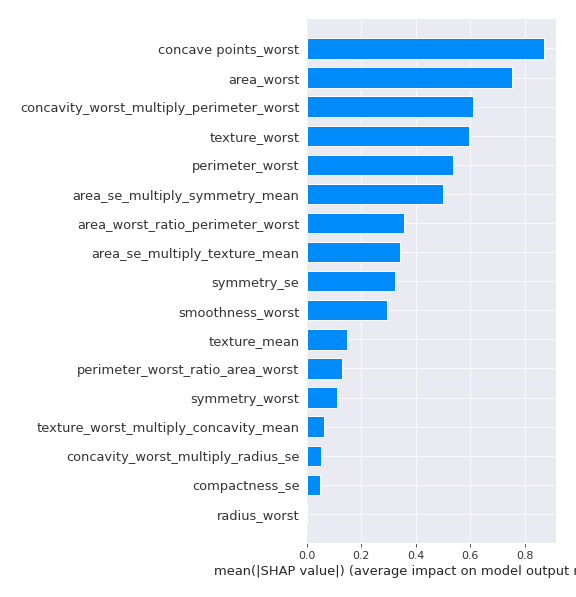 concave points_worst
area_worst
concavity_worst_multiply_perimeter_worst
texture_worst
perimeter_worst
area_se_multiply_symmetry_mean
area_worst_ratio_perimeter_worst
area_se_multiply_texture_mean
symmetry_se
smoothness_worst
texture_mean
perimeter_worst_ratio_area_worst
symmetry_worst
texture_worst_multiply_concavity_mean
concavity_worst_multiply_radius_se
compactness_se
radius_worst
0.0 0.2 0.4 0.6 0.8
mean(|SHAP value|) (average impact on model output